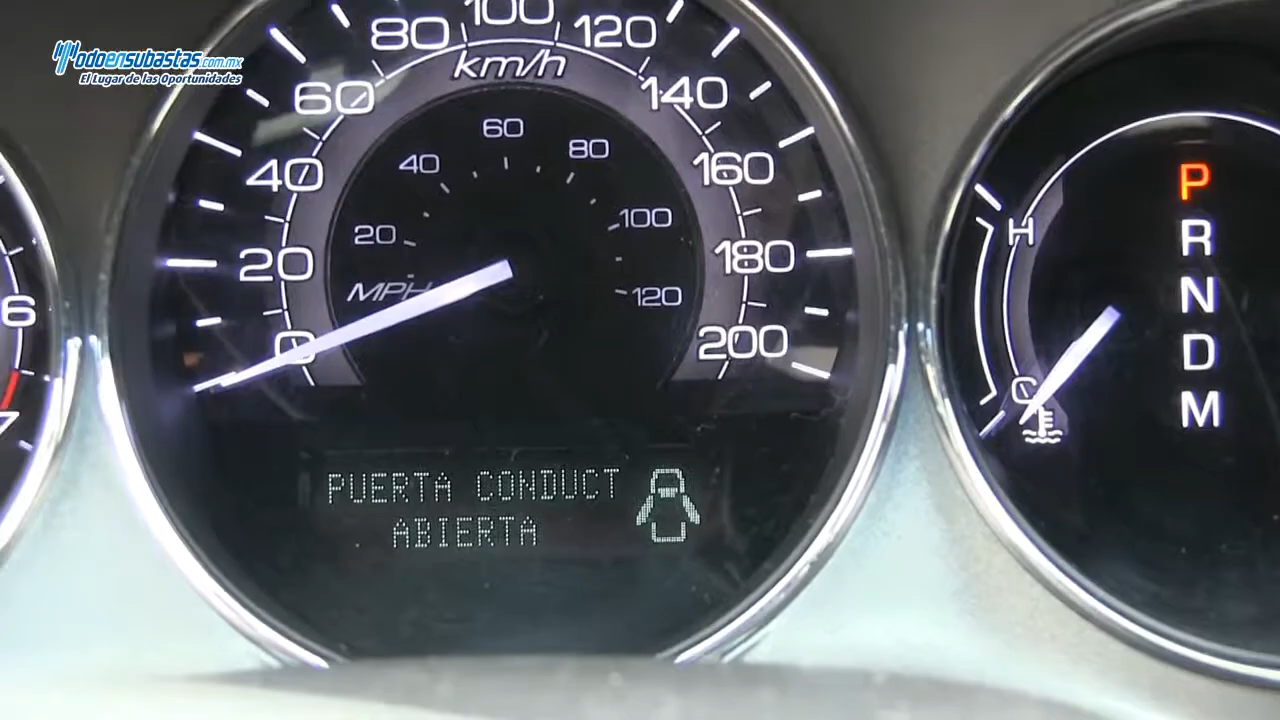 Todoensubastas.com.mx
El Lugar de las Oportunidades
km/h
0 20 40 60 80 100 120 140 160 180 200
MPH
20 40 60 80 100 120
PUERTA CONDUCT
ABIERTA
6
7
H
C
P
R
N
D
M